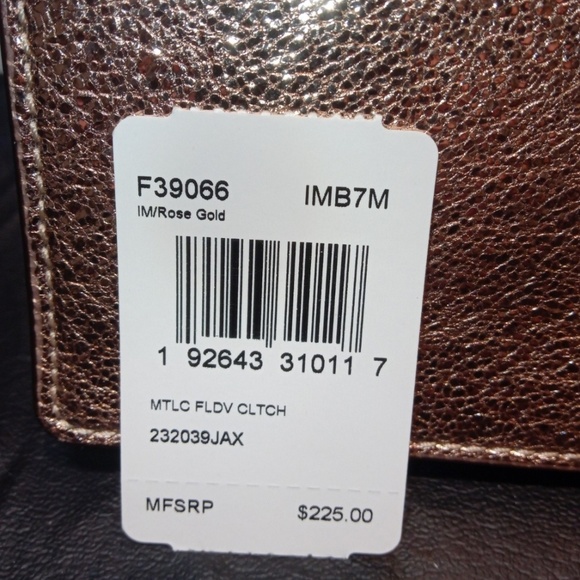 F39066 IMB7M
IM/Rose Gold
1 92643 31011 7
MTLC FLDV CLTCH
232039JAX
MFSRP $225.00